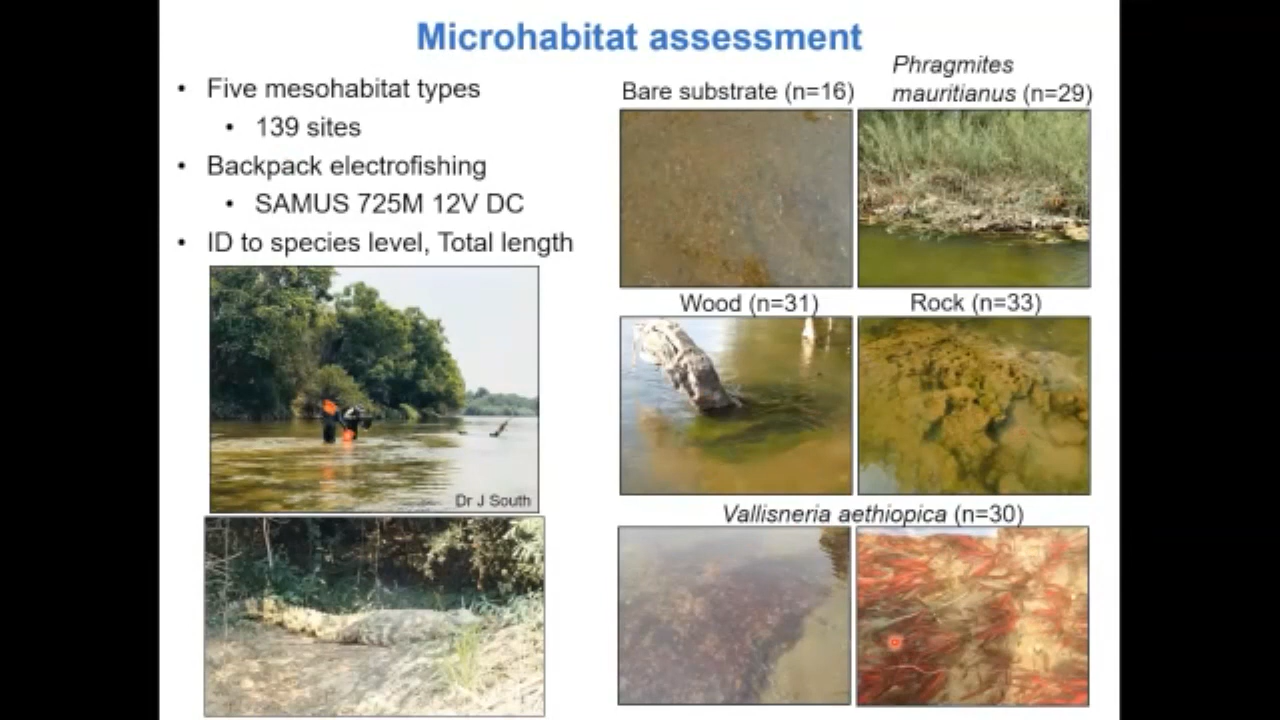 Microhabitat assessment
• Five mesohabitat types
• 139 sites
• Backpack electrofishing
• SAMUS 725M 12V DC
• ID to species level, Total length
Dr J South
Bare substrate (n=16)
Phragmites
mauritianus (n=29)
Wood (n=31)
Rock (n=33)
Vallisneria aethiopica (n=30)